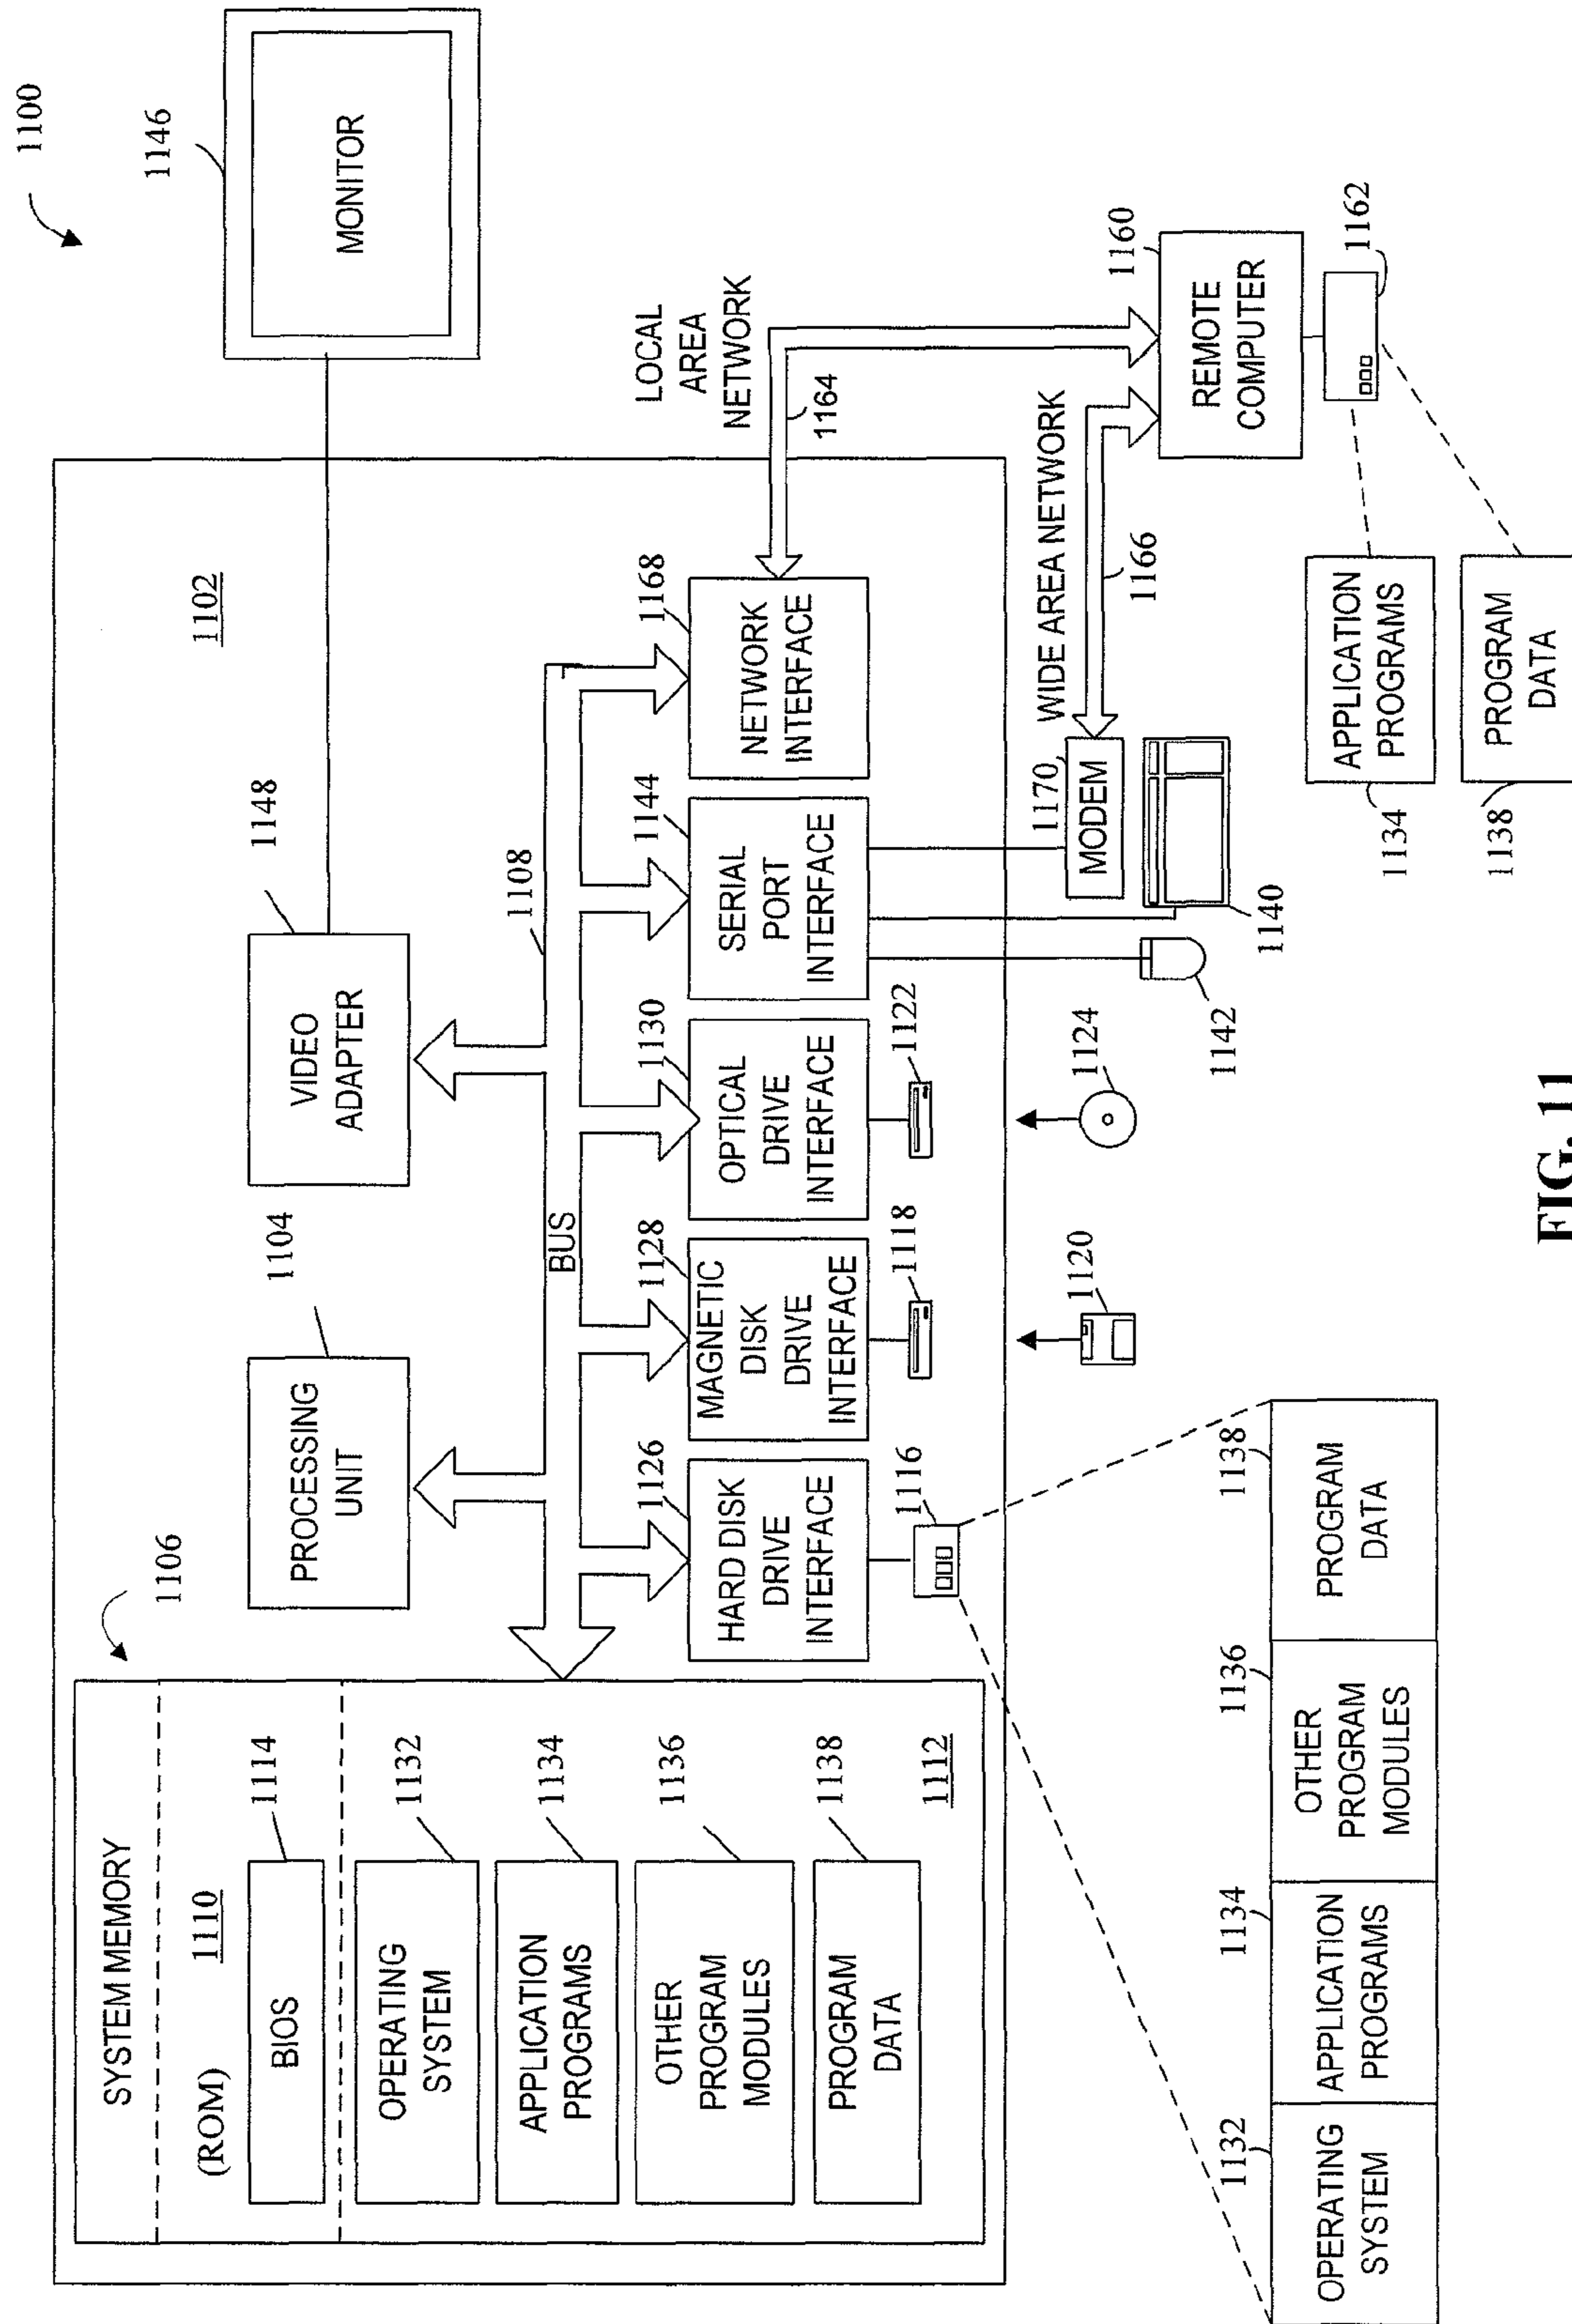 1100
1102
1106
SYSTEM MEMORY
(ROM)
1110
BIOS
1114
OPERATING
SYSTEM
1132
APPLICATION
PROGRAMS
1134
OTHER
PROGRAM
MODULES
1136
PROGRAM
DATA
1138
1112
PROCESSING
UNIT
1104
VIDEO
ADAPTER
1148
MONITOR
1146
BUS
1108
HARD DISK
DRIVE
INTERFACE
1126
MAGNETIC
DISK
DRIVE
INTERFACE
1128
OPTICAL
DRIVE
INTERFACE
1130
SERIAL
PORT
INTERFACE
1144
NETWORK
INTERFACE
1168
1116
1118
1122
1120
1124
1142
1140
MODEM
1170
LOCAL
AREA
NETWORK
1164
WIDE AREA NETWORK
1166
REMOTE
COMPUTER
1160
1162
OPERATING
SYSTEM
1132
APPLICATION
PROGRAMS
1134
OTHER
PROGRAM
MODULES
1136
PROGRAM
DATA
1138
APPLICATION
PROGRAMS
1134
PROGRAM
DATA
1138
FIG. 11